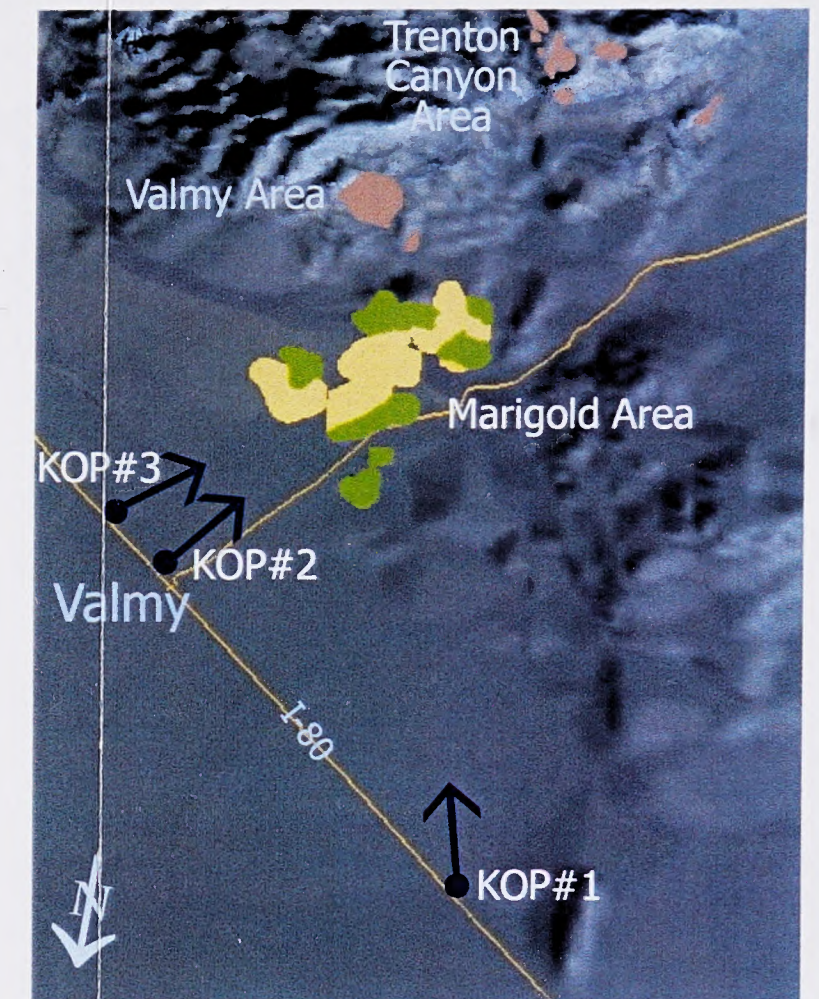 Trenton
Canyon
Area
Valmy Area
Marigold Area
KOP#3
KOP#2
Valmy
I-80
KOP#1
N